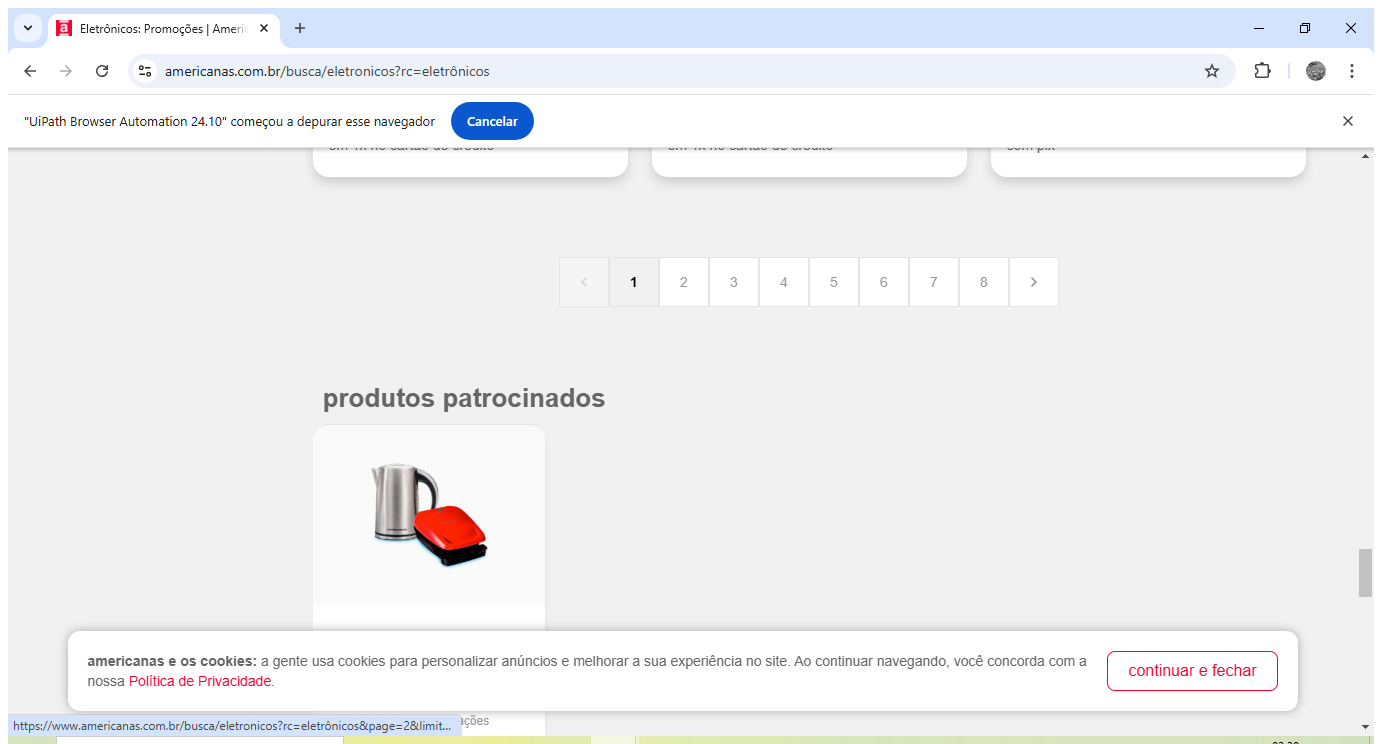 Eletrônicos: Promoções | Ameri
americanas.com.br/busca/eletronicos?rc=eletrônicos
"UiPath Browser Automation 24.10" começou a depurar esse navegador
Cancelar
em 1x no cartão de crédito
em 1x no cartão de crédito
com pix
1 2 3 4 5 6 7 8
produtos patrocinados
americanas e os cookies: a gente usa cookies para personalizar anúncios e melhorar a sua experiência no site. Ao continuar navegando, você concorda com a
nossa Política de Privacidade.
continuar e fechar
ações
https://www.americanas.com.br/busca/eletronicos?rc=eletrônicos&page=2&limit...